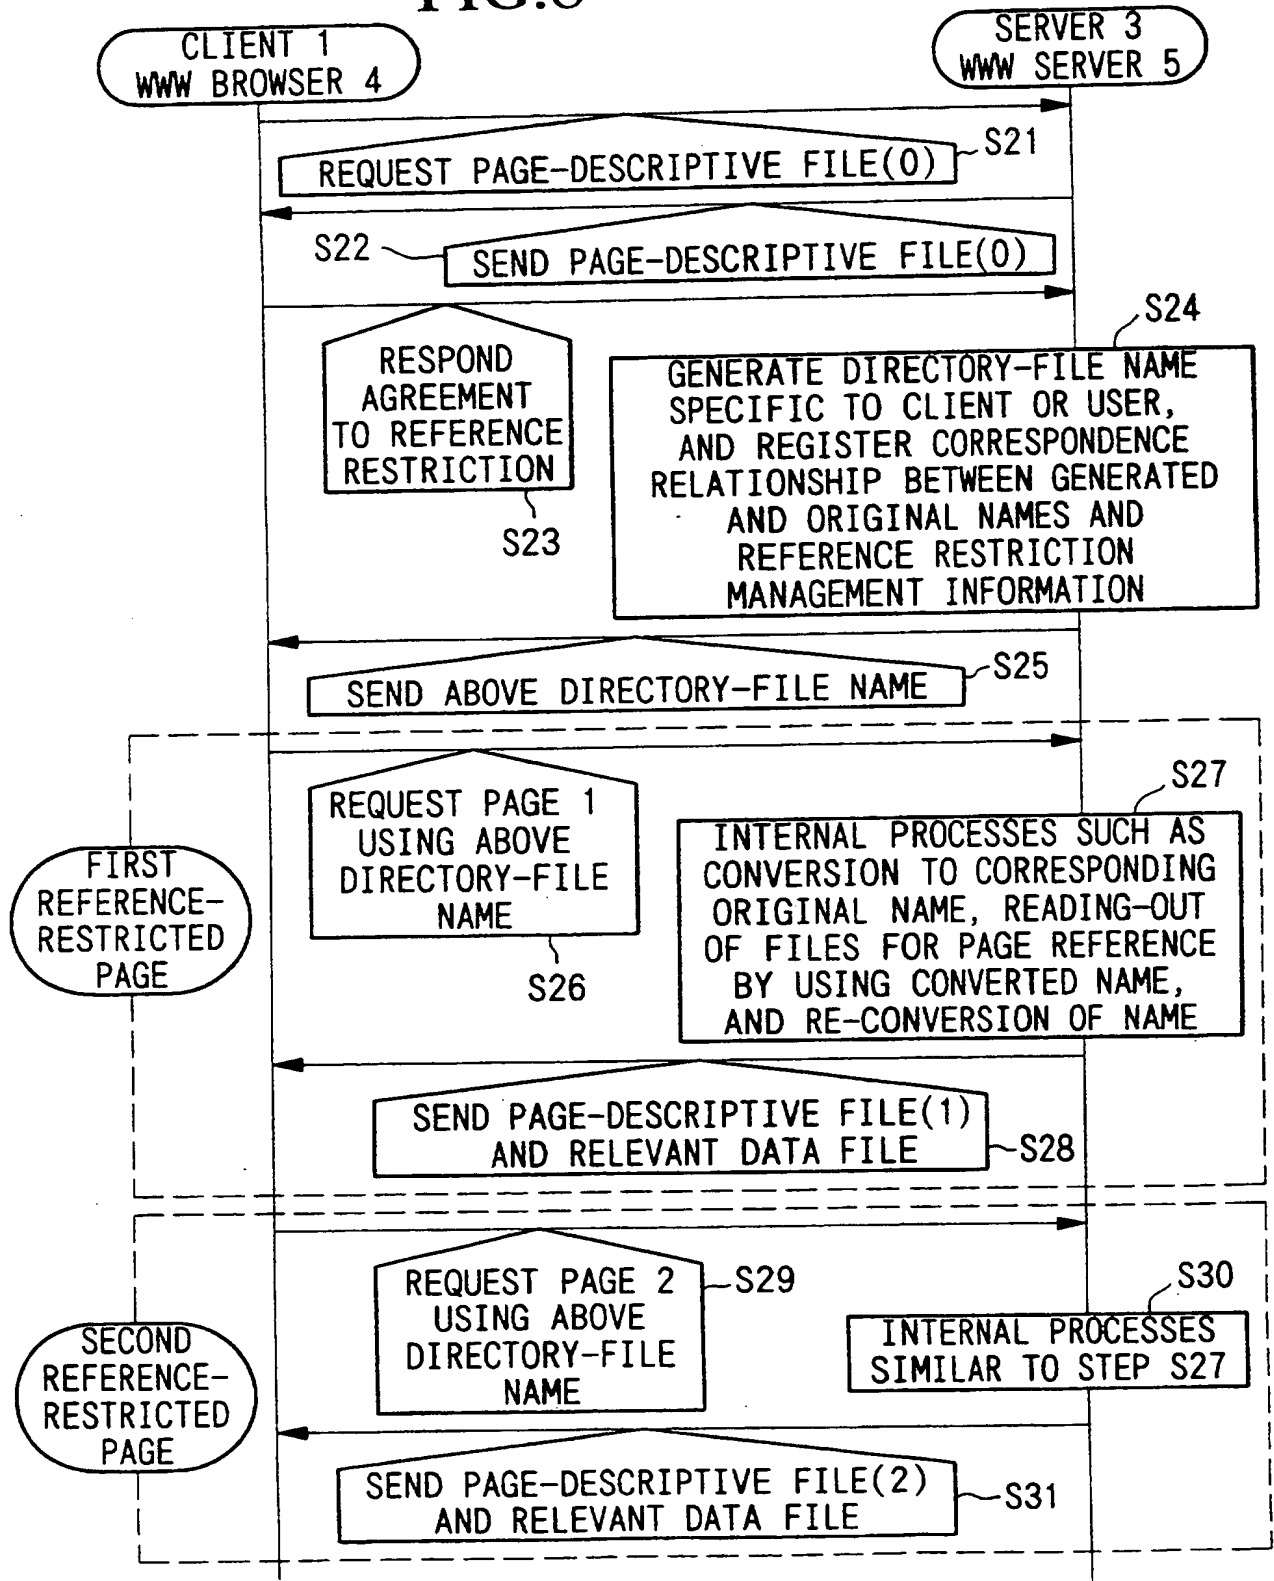 CLIENT 1
WWW BROWSER 4
SERVER 3
WWW SERVER 5
S21
REQUEST PAGE-DESCRIPTIVE FILE(0)
S22
SEND PAGE-DESCRIPTIVE FILE(0)
RESPOND
AGREEMENT
TO REFERENCE
RESTRICTION
S23
S24
GENERATE DIRECTORY-FILE NAME
SPECIFIC TO CLIENT OR USER,
AND REGISTER CORRESPONDENCE
RELATIONSHIP BETWEEN GENERATED
AND ORIGINAL NAMES AND
REFERENCE RESTRICTION
MANAGEMENT INFORMATION
S25
SEND ABOVE DIRECTORY-FILE NAME
FIRST
REFERENCE-
RESTRICTED
PAGE
REQUEST PAGE 1
USING ABOVE
DIRECTORY-FILE
NAME
S26
S27
INTERNAL PROCESSES SUCH AS
CONVERSION TO CORRESPONDING
ORIGINAL NAME, READING-OUT
OF FILES FOR PAGE REFERENCE
BY USING CONVERTED NAME,
AND RE-CONVERSION OF NAME
SEND PAGE-DESCRIPTIVE FILE(1)
AND RELEVANT DATA FILE
S28
SECOND
REFERENCE-
RESTRICTED
PAGE
REQUEST PAGE 2
USING ABOVE
DIRECTORY-FILE
NAME
S29
S30
INTERNAL PROCESSES
SIMILAR TO STEP S27
SEND PAGE-DESCRIPTIVE FILE(2)
AND RELEVANT DATA FILE
S31